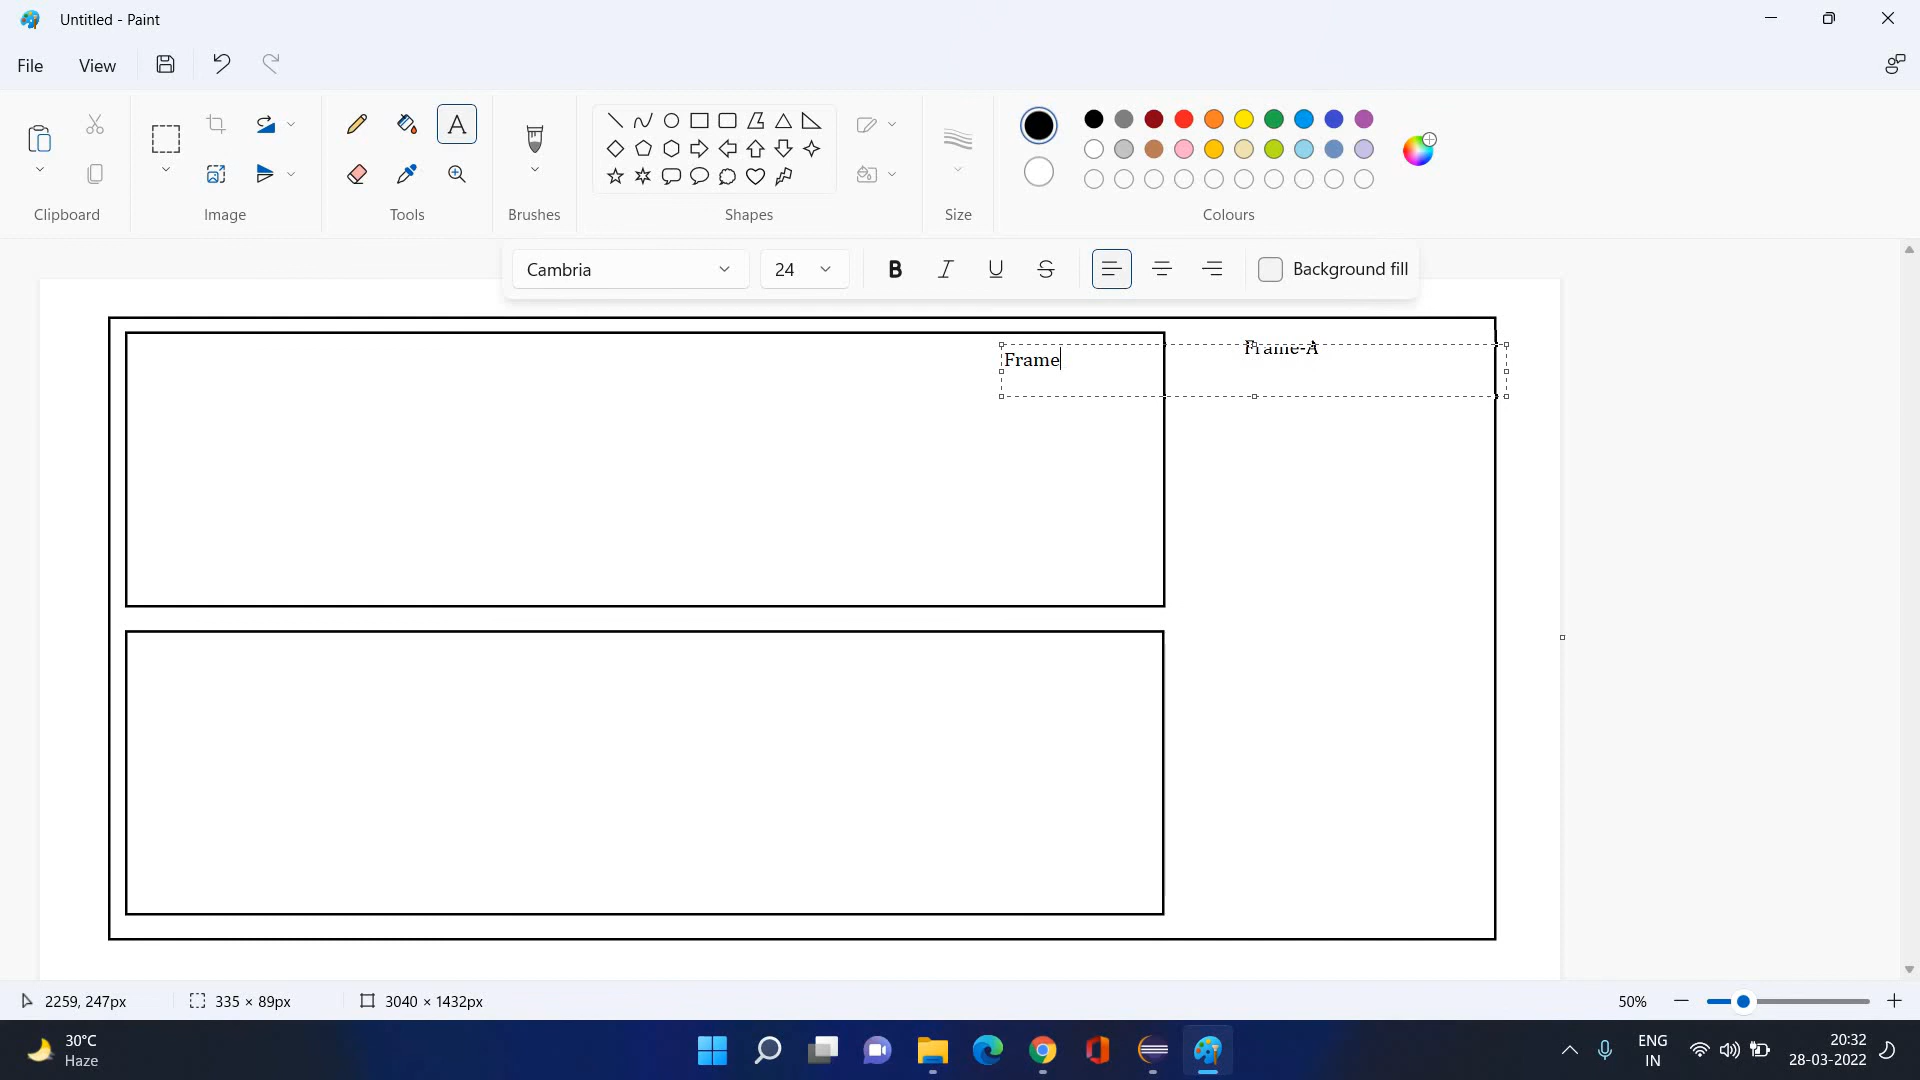 Untitled - Paint
File
View
Clipboard
Image
Tools
Brushes
Shapes
Size
Colours
Cambria
24
B
Background fill
Frame
Frame-A
2259, 247px
335 × 89px
3040 × 1432px
50%
30°C
Haze
ENG
IN
20:32
28-03-2022